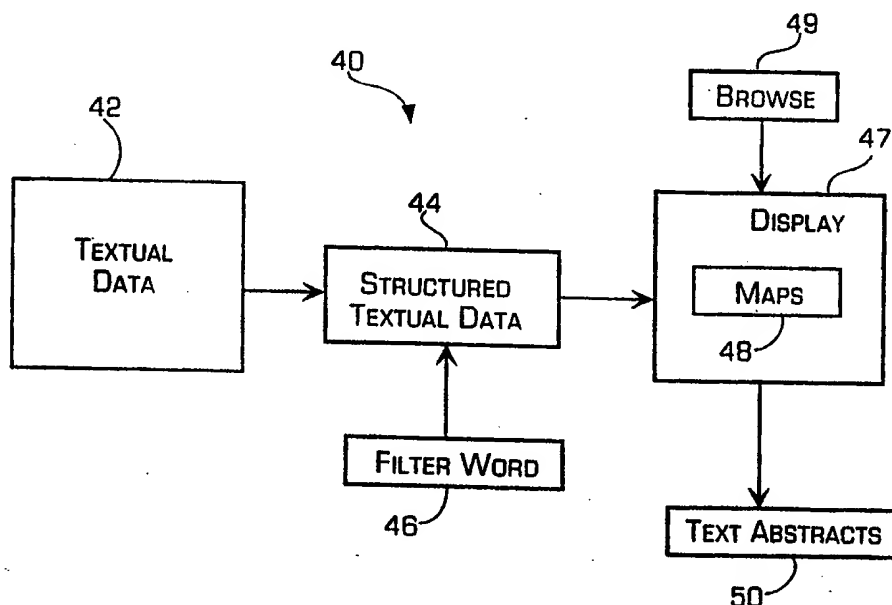 49
40
BROWSE
42
47
44
DISPLAY
TEXTUAL
DATA
STRUCTURED
TEXTUAL DATA
MAPS
48
FILTER WORD
46
TEXT ABSTRACTS
50